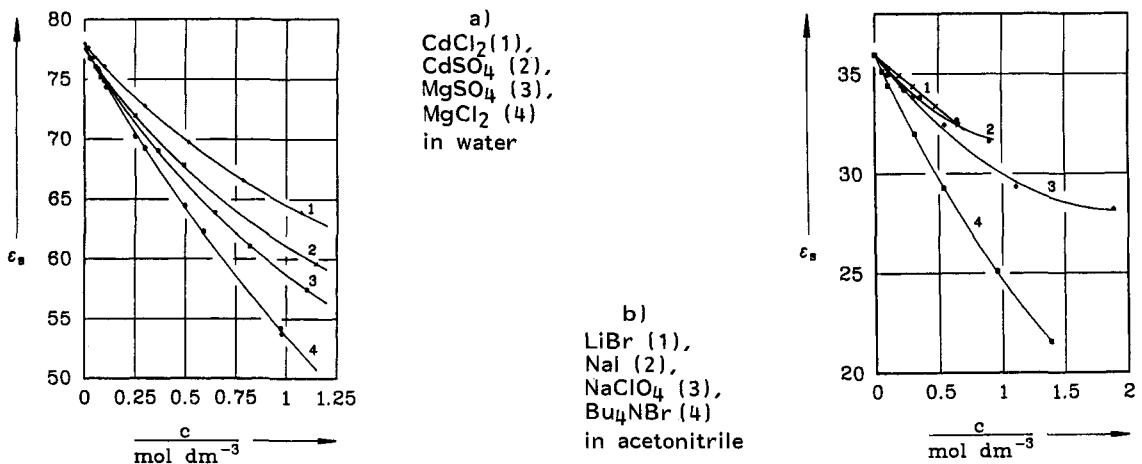 80
75
70
65
60
55
50
εs
0 0.25 0.5 0.75 1 1.25
1
2
3
4
c
mol dm⁻³
a)
CdCl₂(1),
CdSO₄ (2),
MgSO₄ (3),
MgCl₂ (4)
in water
b)
LiBr (1),
NaI (2),
NaClO₄ (3),
Bu₄NBr (4)
in acetonitrile
35
30
25
20
εs
0 0.5 1 1.5 2
1
2
3
4
c
mol dm⁻³